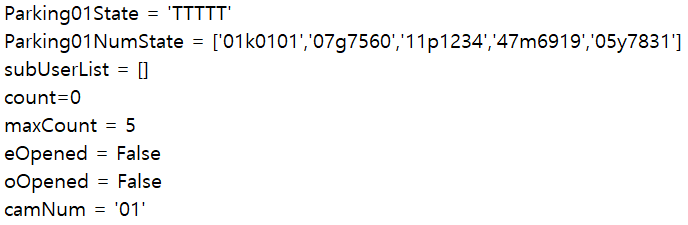 Parking01State = 'TTTTT'
Parking01NumState = ['01k0101','07g7560','11p1234','47m6919','05y7831']
subUserList = []
count=0
maxCount = 5
eOpened = False
oOpened = False
camNum = '01'